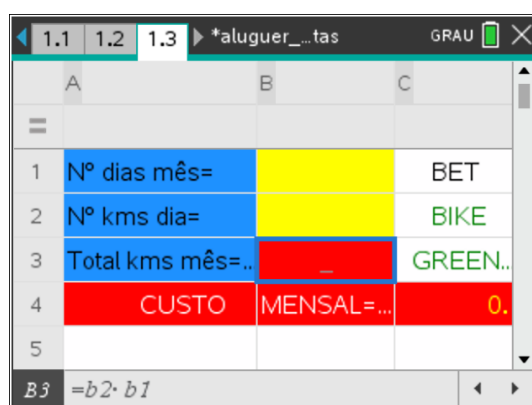 1.1 1.2 1.3 *aluguer_...tas GRAU
A B C
=
1 Nº dias mês= BET
2 Nº kms dia= BIKE
3 Total kms mês=... _ GREEN...
4 CUSTO MENSAL=... 0.
5
B3 =b2·b1